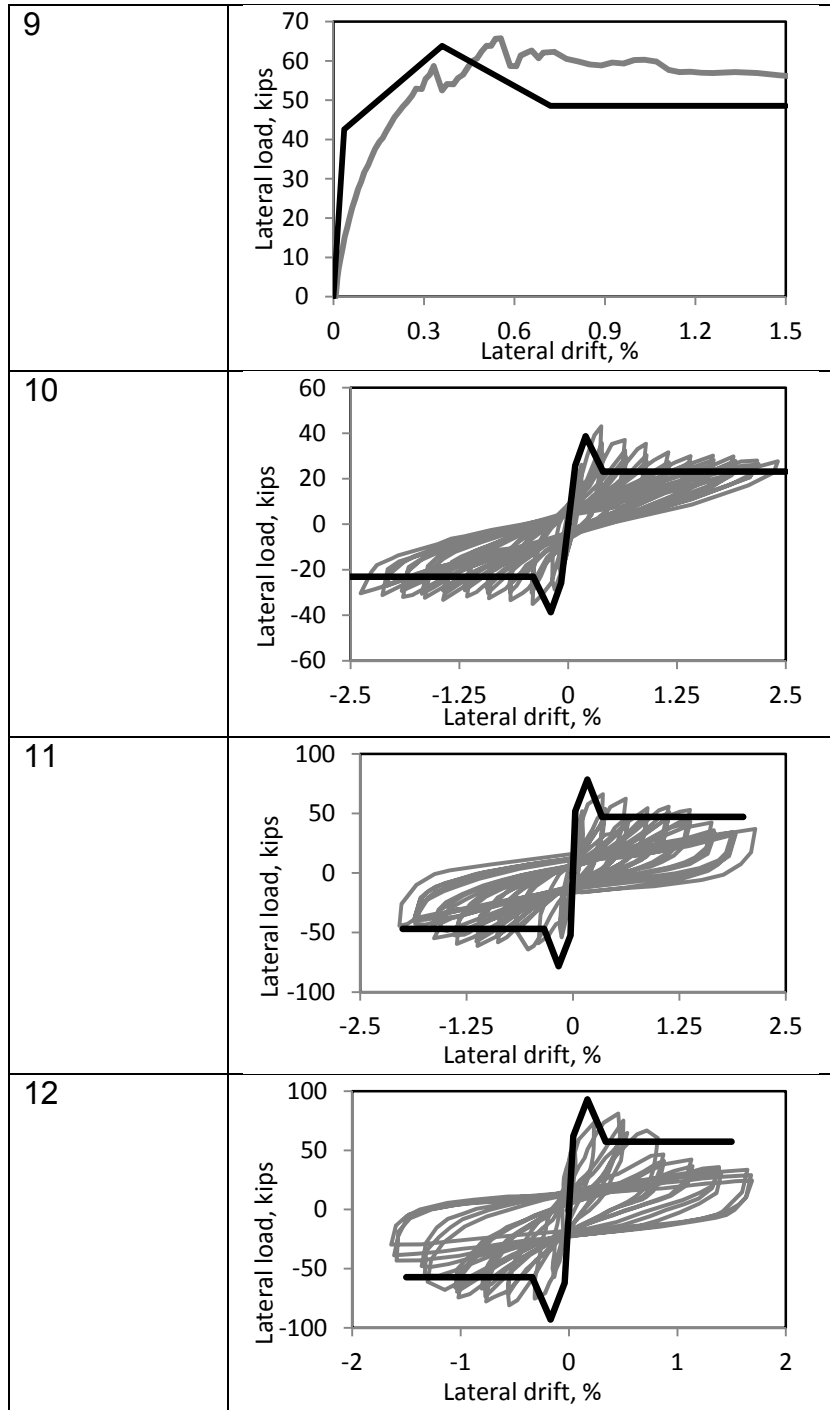 9
Lateral load, kips
70
60
50
40
30
20
10
0
0 0.3 0.6 0.9 1.2 1.5
Lateral drift, %
10
Lateral load, kips
60
40
20
0
-20
-40
-60
-2.5 -1.25 0 1.25 2.5
Lateral drift, %
11
Lateral load, kips
100
50
0
-50
-100
-2.5 -1.25 0 1.25 2.5
Lateral drift, %
12
Lateral load, kips
100
50
0
-50
-100
-2 -1 0 1 2
Lateral drift, %